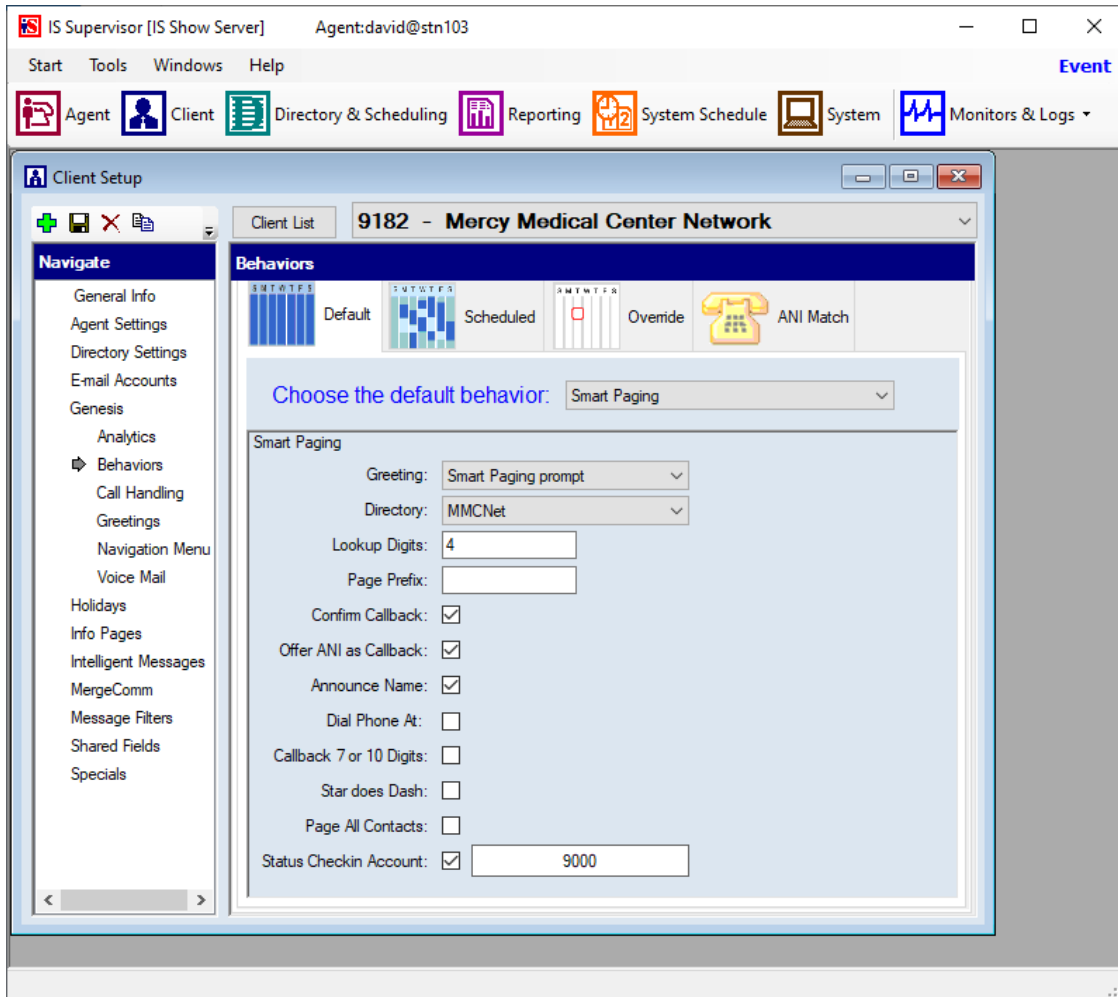 IS Supervisor [IS Show Server] Agent:david@stn103
Start Tools Windows Help Event
Agent Client Directory & Scheduling Reporting System Schedule System Monitors & Logs
Client Setup
Client List 9182 - Mercy Medical Center Network
Navigate
General Info
Agent Settings
Directory Settings
E-mail Accounts
Genesis
Analytics
Behaviors
Call Handling
Greetings
Navigation Menu
Voice Mail
Holidays
Info Pages
Intelligent Messages
MergeComm
Message Filters
Shared Fields
Specials
Behaviors
S M T W T F S Default S M T W T F S Scheduled S M T W T F S Override ANI Match
Choose the default behavior: Smart Paging
Smart Paging
Greeting: Smart Paging prompt
Directory: MMCNet
Lookup Digits: 4
Page Prefix:
Confirm Callback:
Offer ANI as Callback:
Announce Name:
Dial Phone At:
Callback 7 or 10 Digits:
Star does Dash:
Page All Contacts:
Status Checkin Account: 9000